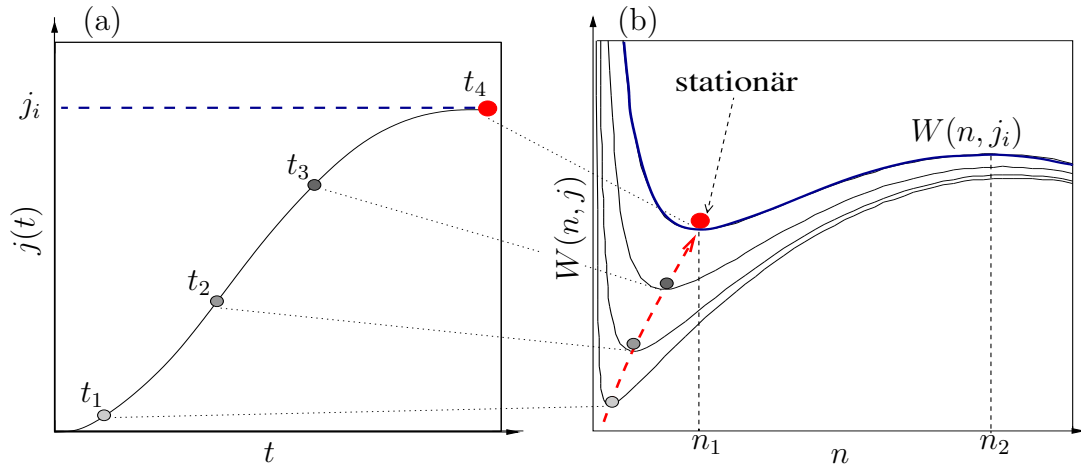 (a)
j_i
t_4
t_3
t_2
t_1
j(t)
t
(b)
stationär
W(n, j_i)
W(n, j)
n_1
n
n_2